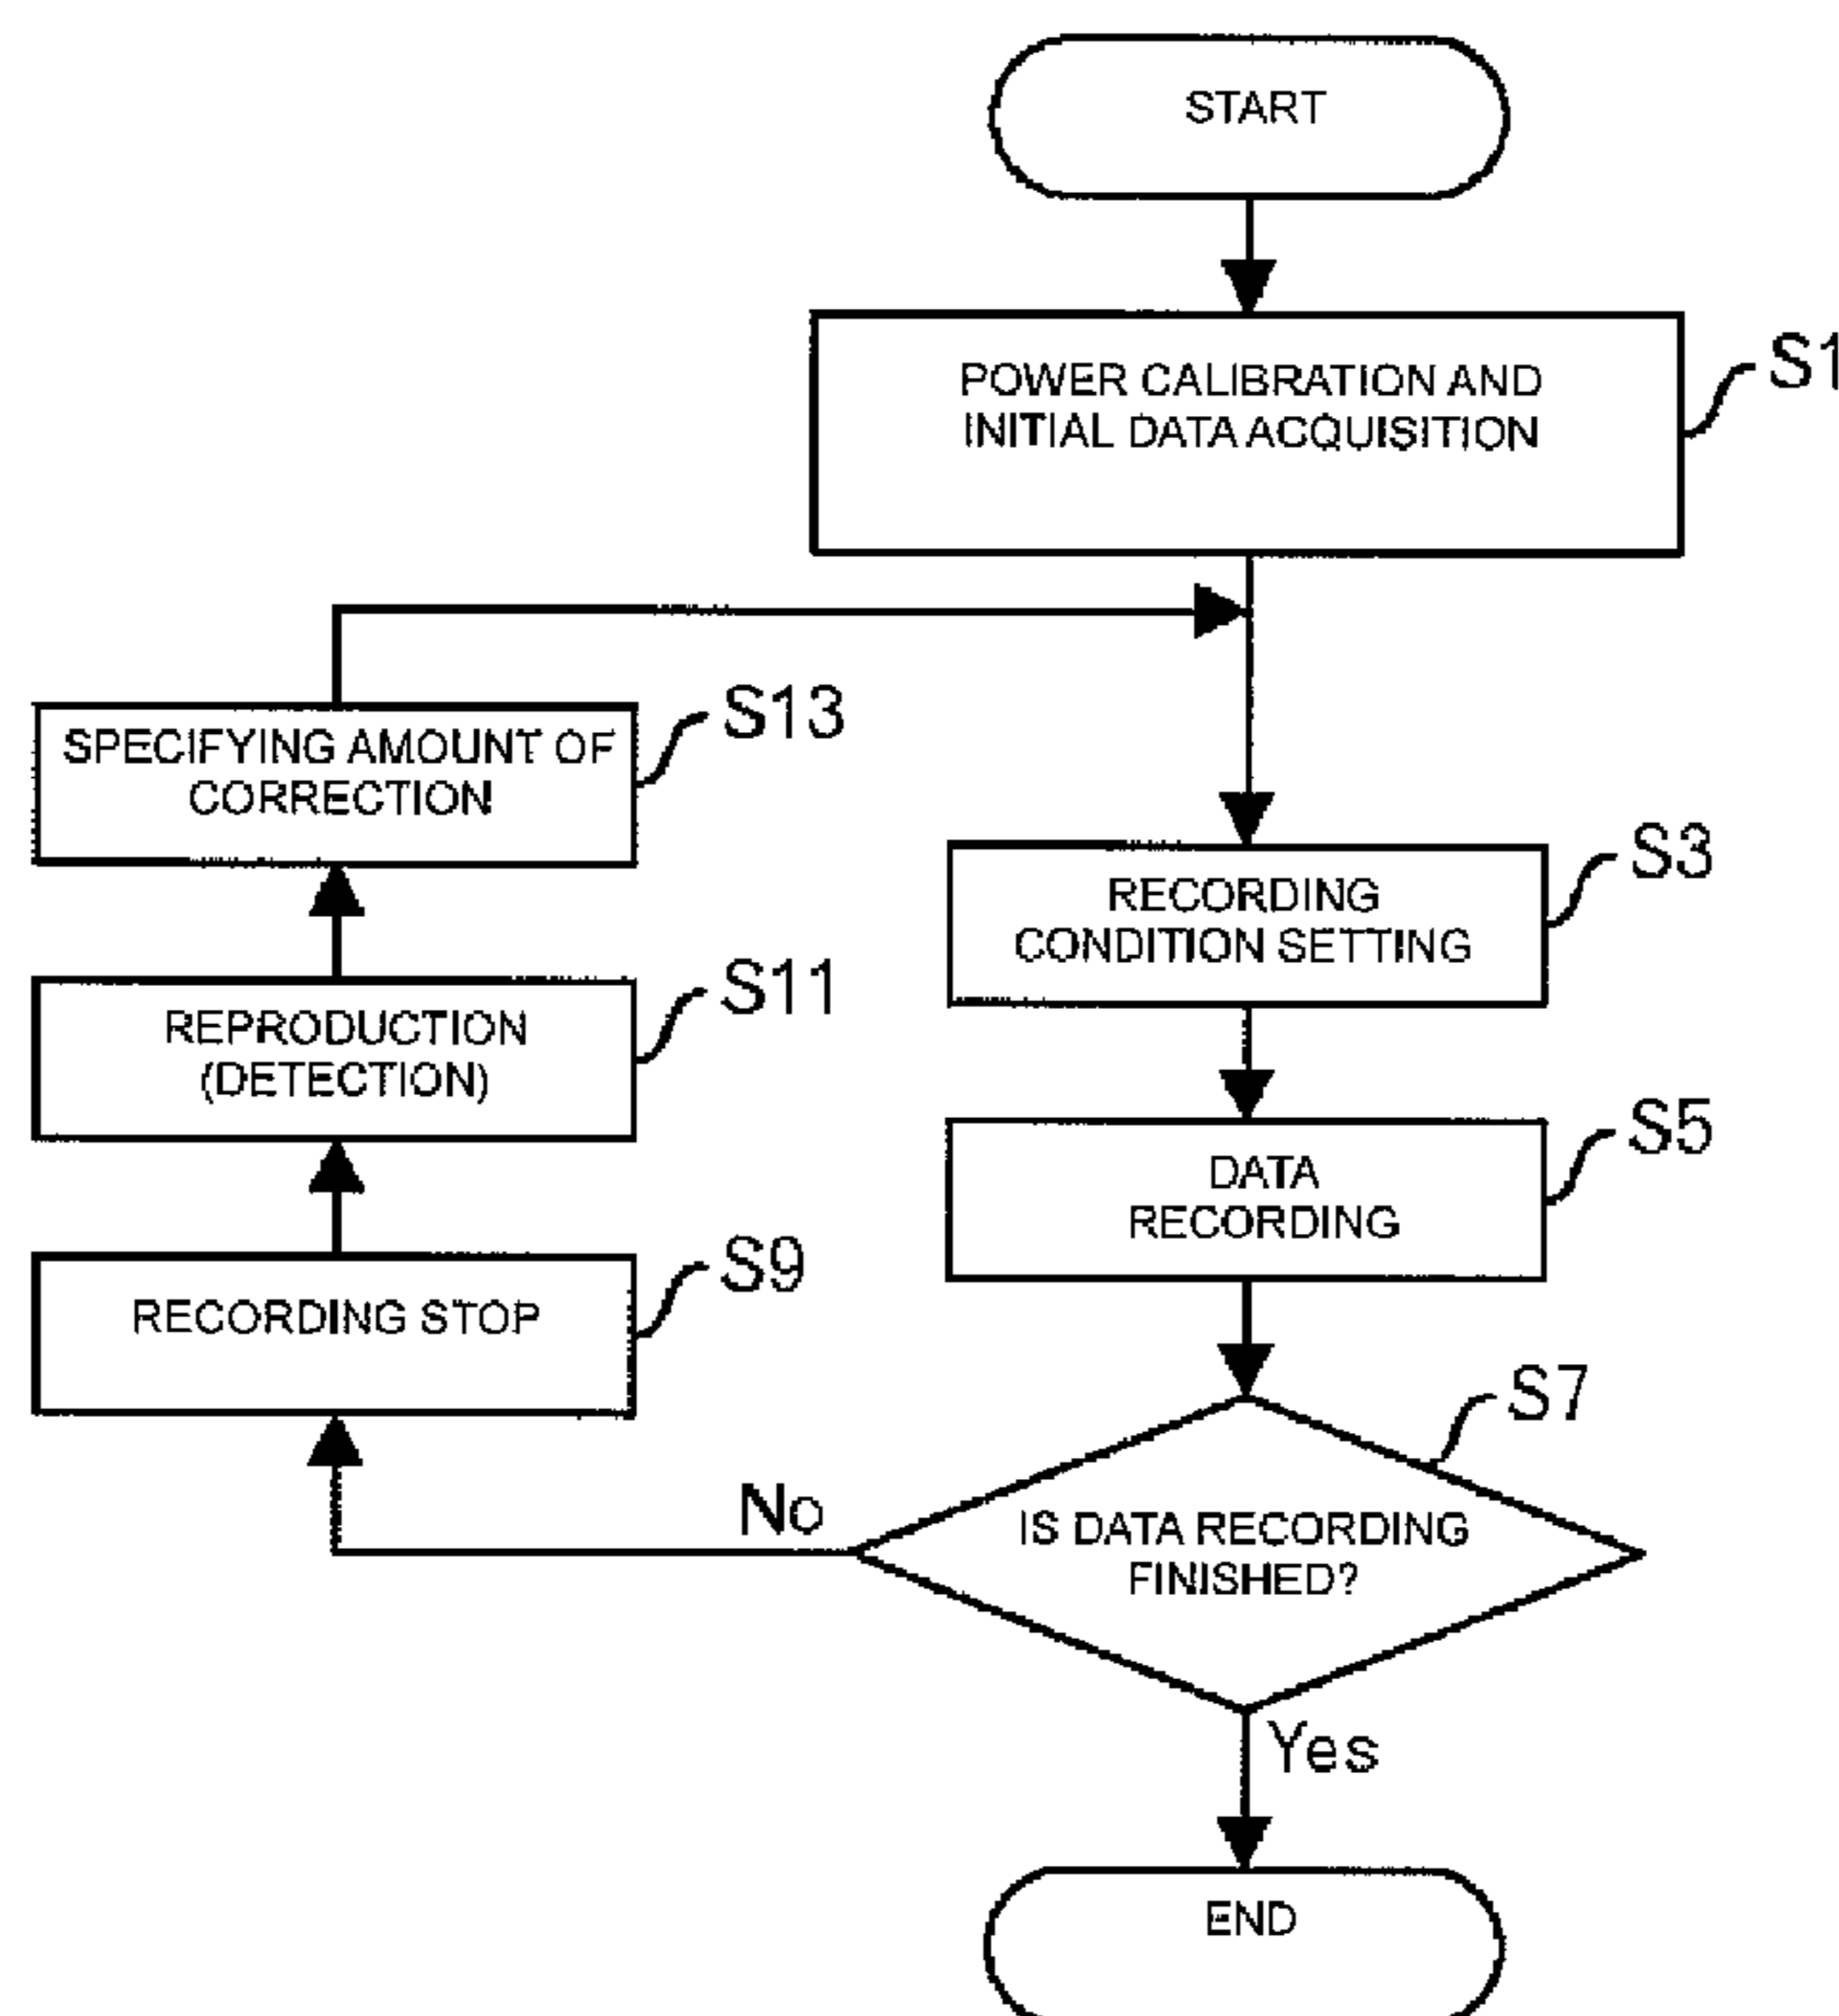 START
POWER CALIBRATION AND
INITIAL DATA ACQUISITION
S1
SPECIFYING AMOUNT OF
CORRECTION
S13
RECORDING
CONDITION SETTING
S3
REPRODUCTION
(DETECTION)
S11
DATA
RECORDING
S5
RECORDING STOP
S9
S7
IS DATA RECORDING
FINISHED?
No
Yes
END